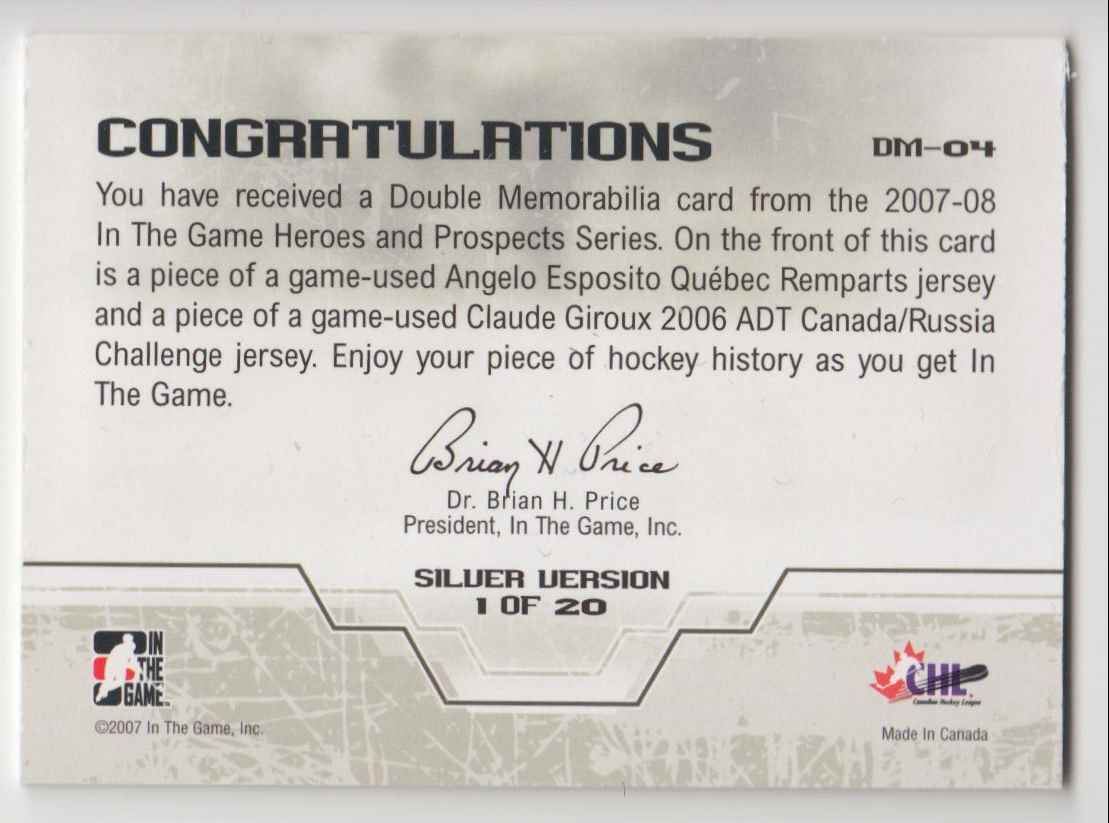 CONGRATULATIONS
DM-04
You have received a Double Memorabilia card from the 2007-08
In The Game Heroes and Prospects Series. On the front of this card
is a piece of a game-used Angelo Esposito Québec Remparts jersey
and a piece of a game-used Claude Giroux 2006 ADT Canada/Russia
Challenge jersey. Enjoy your piece of hockey history as you get In
The Game.
Brian H Price
Dr. Brian H. Price
President, In The Game, Inc.
SILVER VERSION
1 OF 20
IN
THE
GAME
CHL
Canadian Hockey League
©2007 In The Game, Inc.
Made In Canada